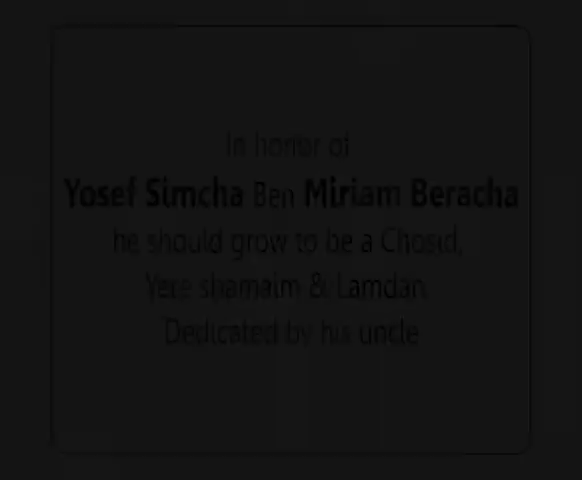 In honor of
Yosef Simcha Ben Miriam Beracha
he should grow to be a Chosid,
Yere shamaim & Lamdan
Dedicated by his uncle